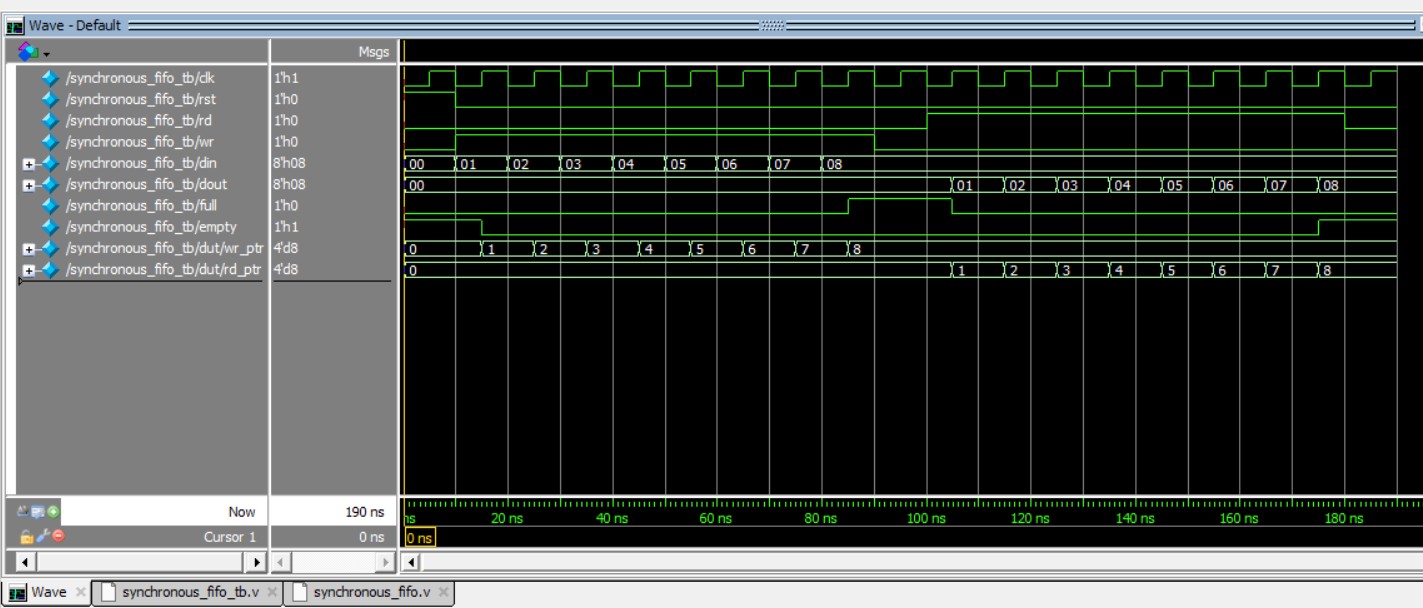 Wave - Default
Msgs
/synchronous_fifo_tb/clk 1'h1
/synchronous_fifo_tb/rst 1'h0
/synchronous_fifo_tb/rd 1'h0
/synchronous_fifo_tb/wr 1'h0
/synchronous_fifo_tb/din 8'h08 00 01 02 03 04 05 06 07 08
/synchronous_fifo_tb/dout 8'h08 00 01 02 03 04 05 06 07 08
/synchronous_fifo_tb/full 1'h0
/synchronous_fifo_tb/empty 1'h1
/synchronous_fifo_tb/dut/wr_ptr 4'd8 0 1 2 3 4 5 6 7 8
/synchronous_fifo_tb/dut/rd_ptr 4'd8 0 1 2 3 4 5 6 7 8
Now 190 ns ns 20 ns 40 ns 60 ns 80 ns 100 ns 120 ns 140 ns 160 ns 180 ns
Cursor 1 0 ns 0 ns
Wave synchronous_fifo_tb.v synchronous_fifo.v